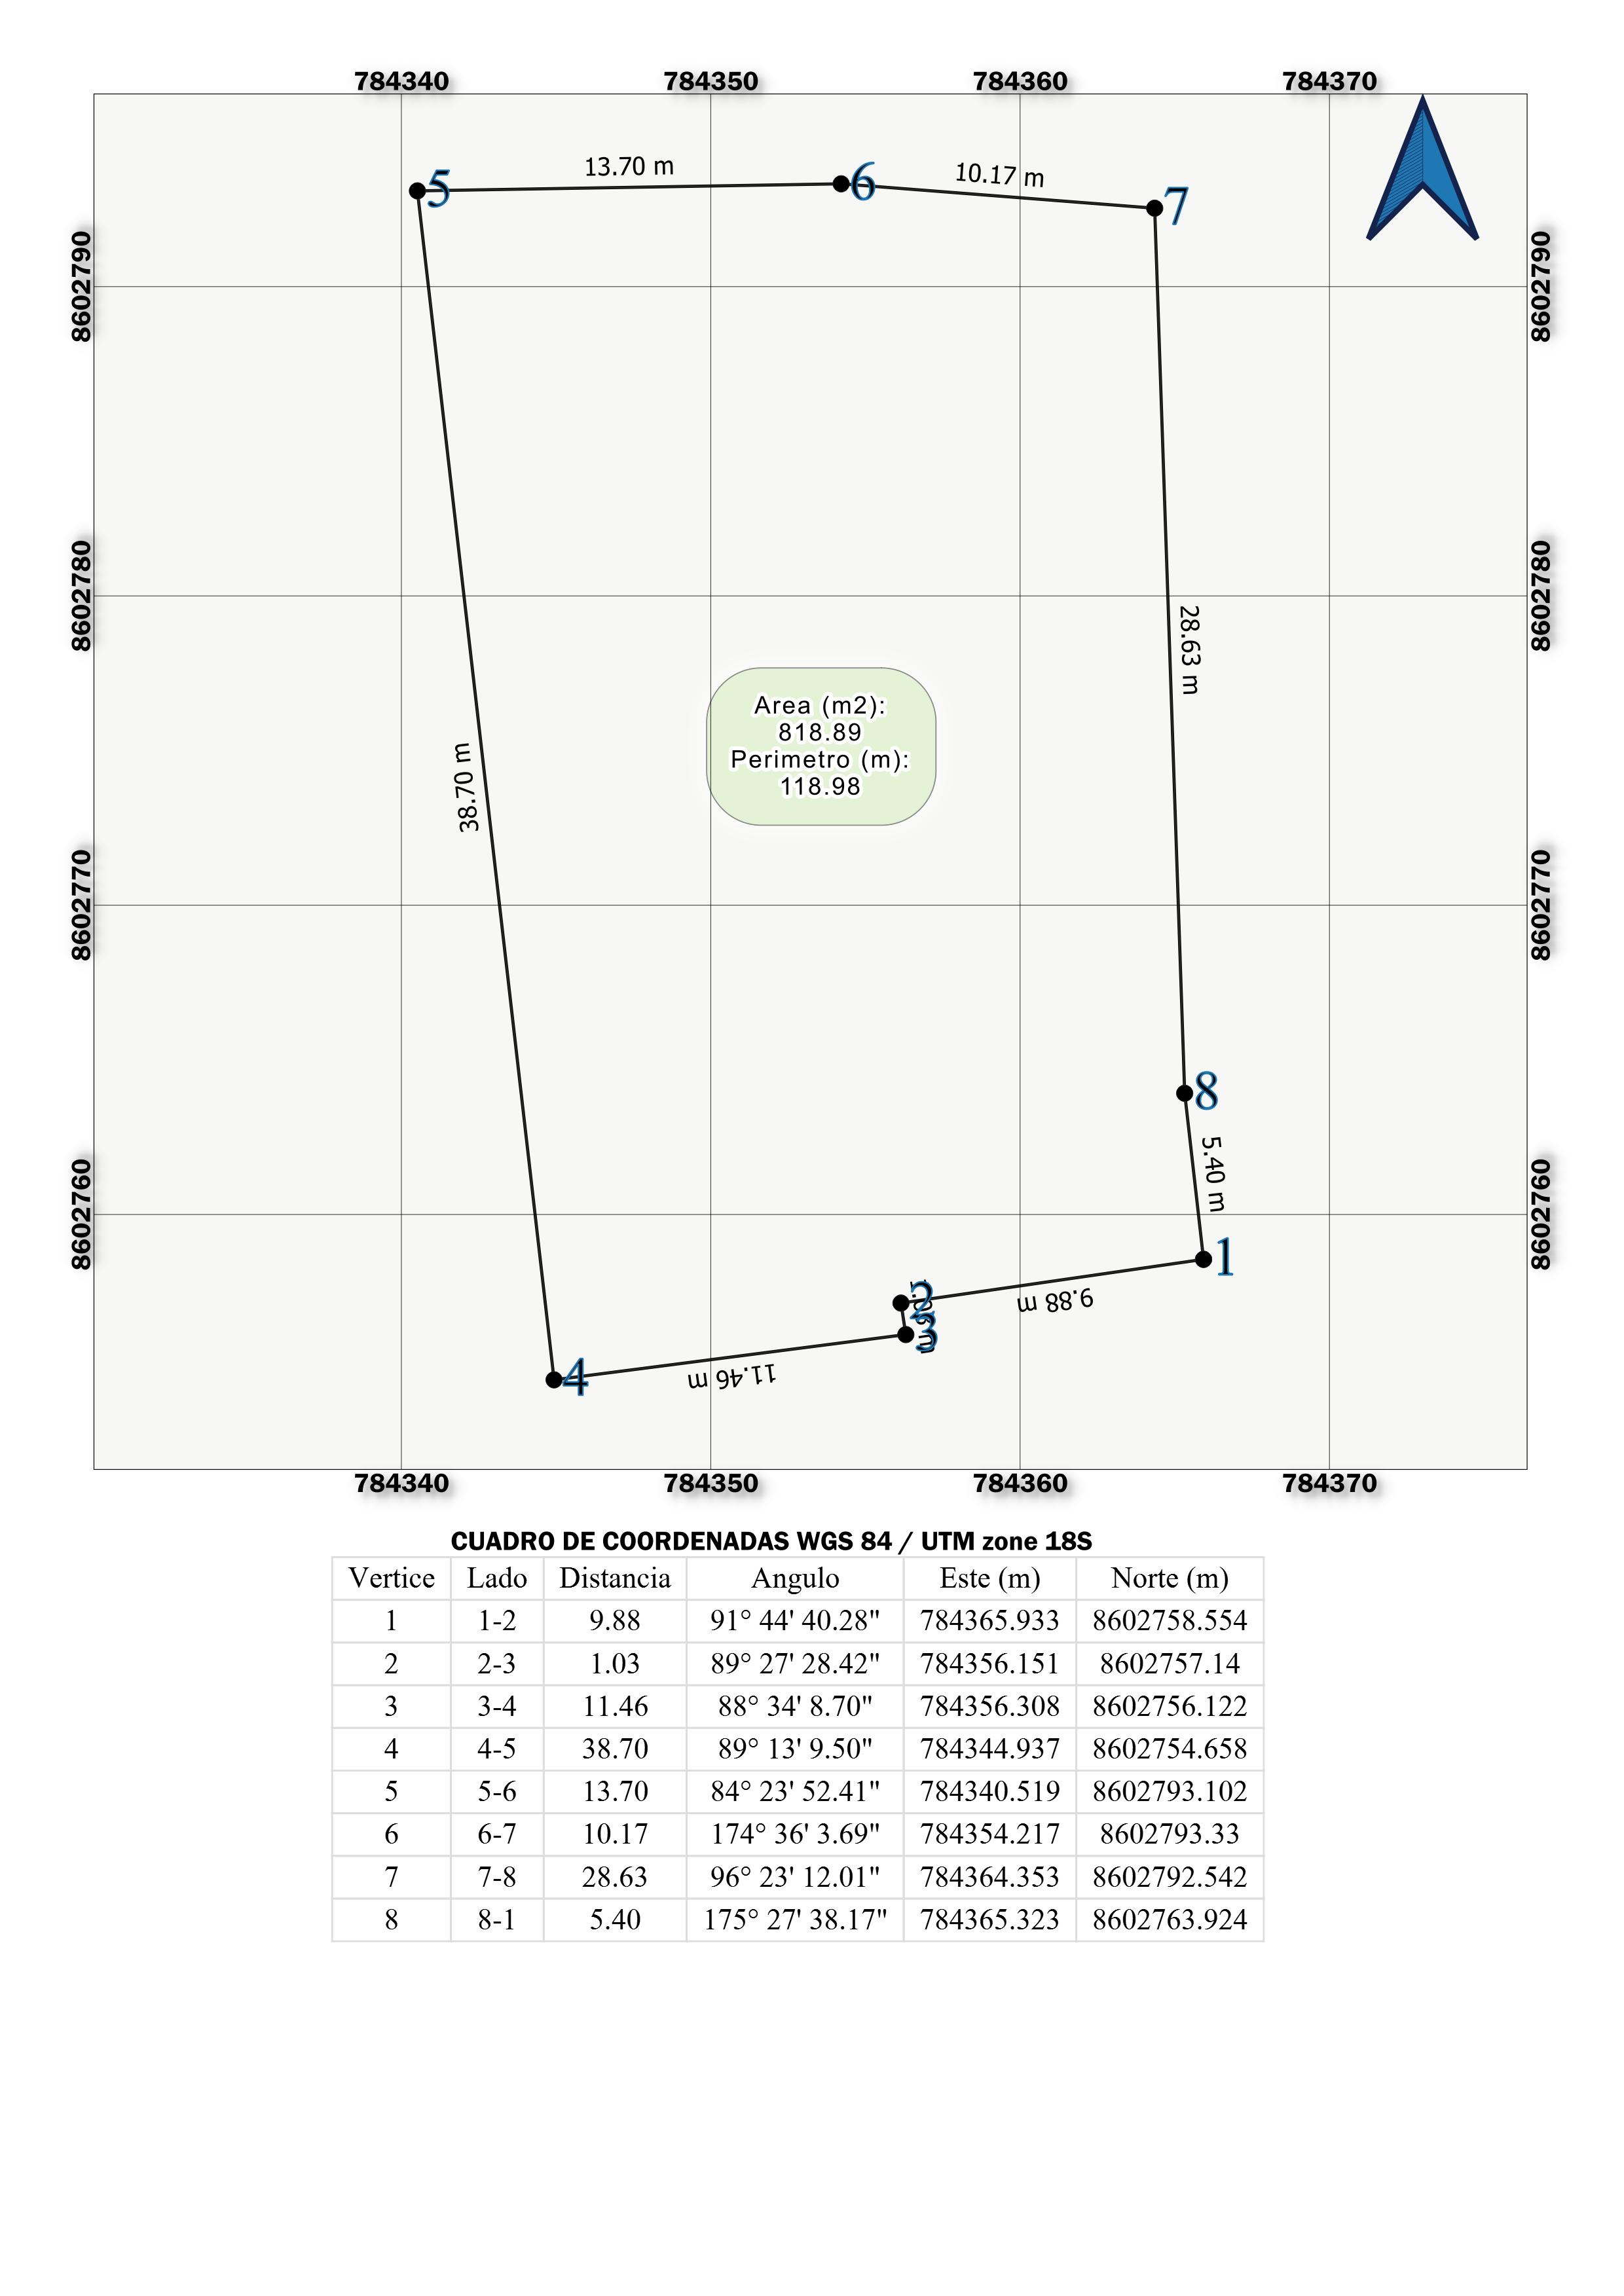 784340 784350 784360 784370
13.70 m
10.17 m
5
6
7
8602790
8602790
8602780
8602780
28.63 m
Area (m2):
818.89
Perimetro (m):
118.98
38.70 m
8602770
8602770
8
5.40 m
8602760
8602760
1
2
9.88 m
3
4
11.46 m
784340 784350 784360 784370
CUADRO DE COORDENADAS WGS 84 / UTM zone 18S
Vertice Lado Distancia Angulo Este (m) Norte (m)
1 1-2 9.88 91° 44' 40.28" 784365.933 8602758.554
2 2-3 1.03 89° 27' 28.42" 784356.151 8602757.14
3 3-4 11.46 88° 34' 8.70" 784356.308 8602756.122
4 4-5 38.70 89° 13' 9.50" 784344.937 8602754.658
5 5-6 13.70 84° 23' 52.41" 784340.519 8602793.102
6 6-7 10.17 174° 36' 3.69" 784354.217 8602793.33
7 7-8 28.63 96° 23' 12.01" 784364.353 8602792.542
8 8-1 5.40 175° 27' 38.17" 784365.323 8602763.924